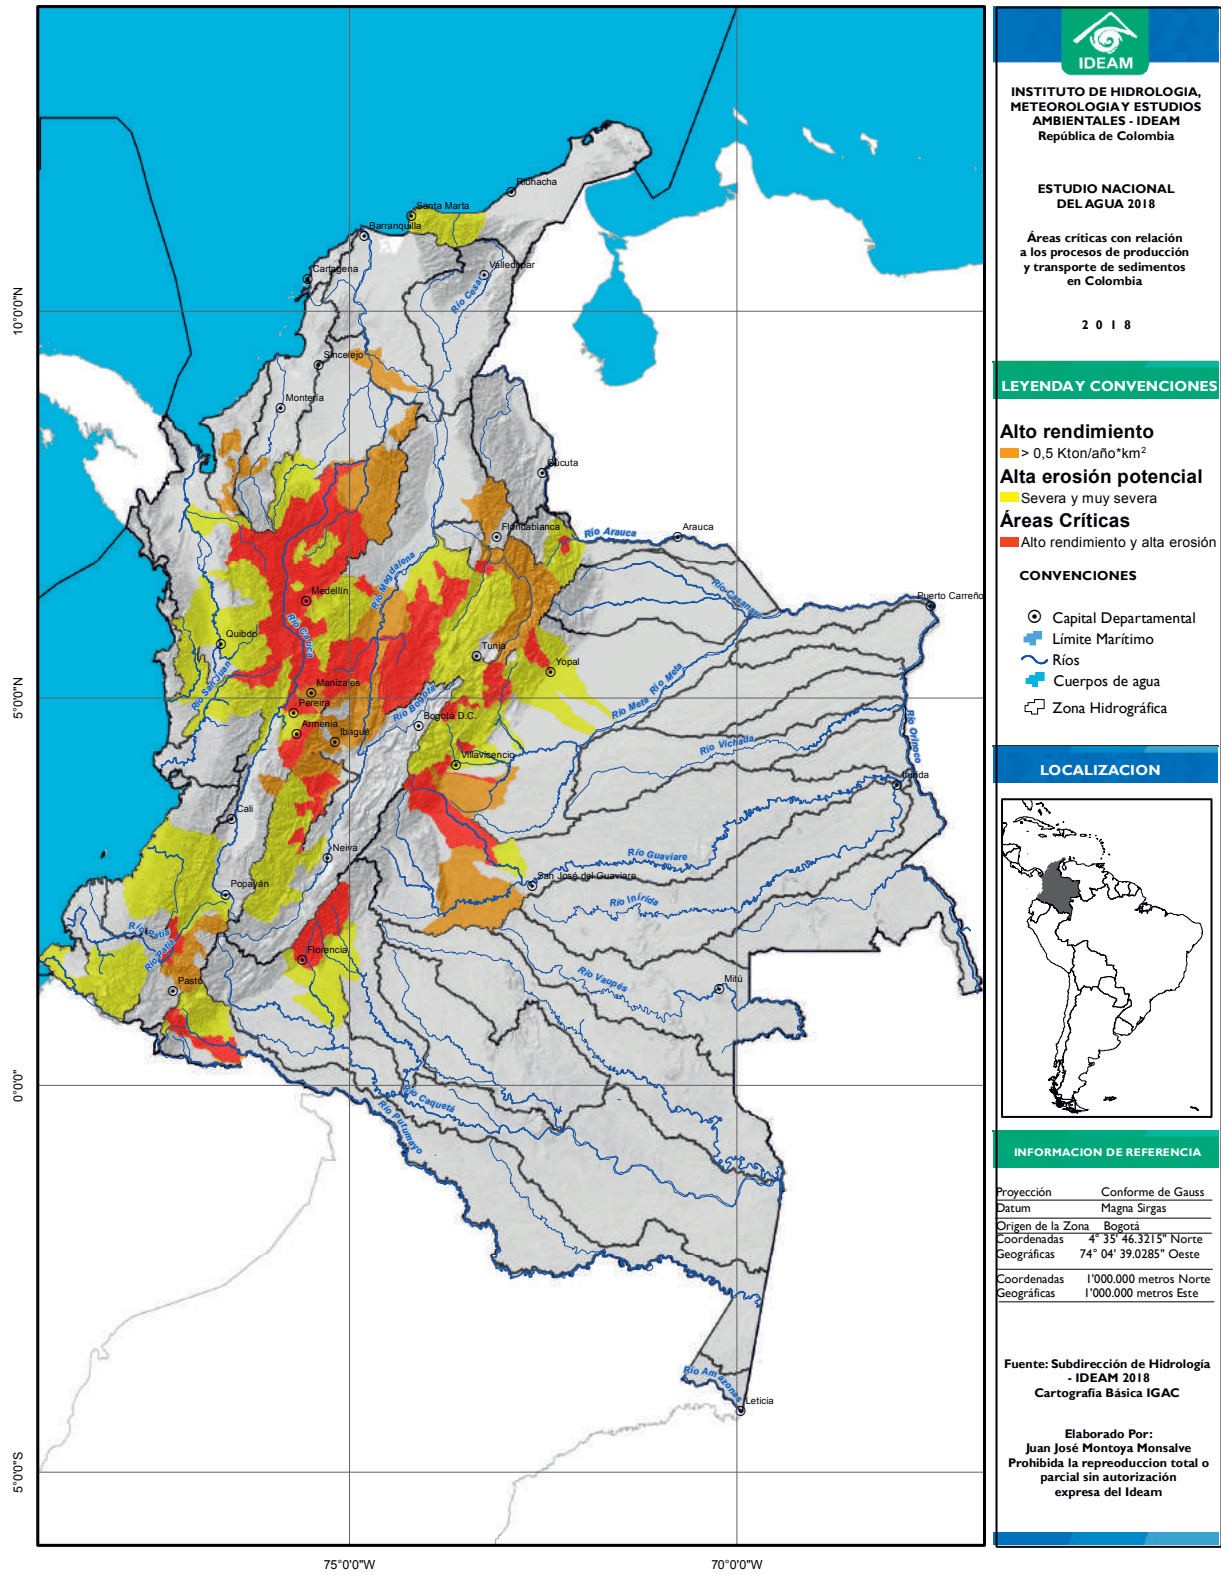 Riohacha
Santa Marta
Barranquilla
Cartagena
Valledupar
Río Cesar
10°0'0"N
Sincelejo
Montería
Cúcuta
Floridablanca
Río Arauca
Arauca
Río Magdalena
Río Casanare
Puerto Carreño
Medellín
Río Cauca
Quibdó
Tunja
Yopal
Río San Juan
Manizales
Río Bogotá
Río Meta
Río Meta
5°0'0"N
Pereira
Armenia
Ibagué
Bogotá D.C.
Río Vichada
Río Orinoco
Villavicencio
Inírida
Cali
Neiva
Río Guaviare
San José del Guaviare
Popayán
Río Inírida
Río Patía
Río Patía
Florencia
Río Vaupés
Mitú
Pasto
0°0'0"
Río Caquetá
Río Putumayo
Río Amazonas
Leticia
5°0'0"S
75°0'0"W
70°0'0"W
IDEAM
INSTITUTO DE HIDROLOGIA,
METEOROLOGIA Y ESTUDIOS
AMBIENTALES - IDEAM
República de Colombia
ESTUDIO NACIONAL
DEL AGUA 2018
Áreas críticas con relación
a los procesos de producción
y transporte de sedimentos
en Colombia
2 0 1 8
LEYENDA Y CONVENCIONES
Alto rendimiento
> 0,5 Kton/año*km²
Alta erosión potencial
Severa y muy severa
Áreas Críticas
Alto rendimiento y alta erosión
CONVENCIONES
Capital Departamental
Límite Marítimo
Ríos
Cuerpos de agua
Zona Hidrográfica
LOCALIZACION
INFORMACION DE REFERENCIA
Proyección Conforme de Gauss
Datum Magna Sirgas
Origen de la Zona Bogotá
Coordenadas 4° 35' 46.3215" Norte
Geográficas 74° 04' 39.0285" Oeste
Coordenadas 1'000.000 metros Norte
Geográficas 1'000.000 metros Este
Fuente: Subdirección de Hidrología
- IDEAM 2018
Cartografía Básica IGAC
Elaborado Por:
Juan José Montoya Monsalve
Prohibida la repreoduccion total o
parcial sin autorización
expresa del Ideam